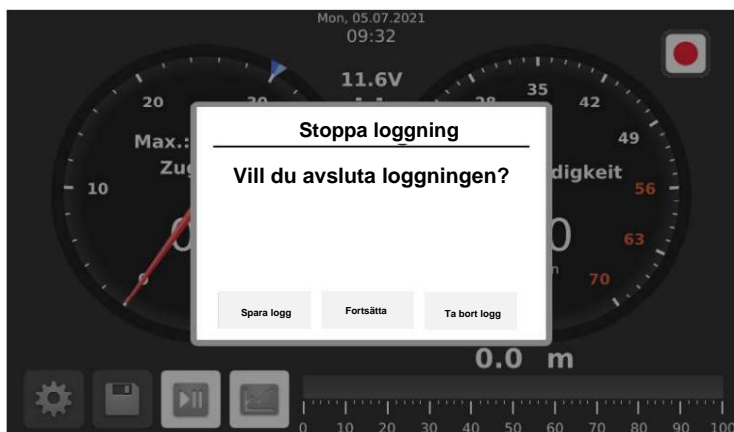 Mon, 05.07.2021
09:32
11.6V
20
35
42
Max.:
49
Zug
digkeit
10
56
63
0
70
Stoppa loggning
Vill du avsluta loggningen?
Spara logg
Fortsätta
Ta bort logg
0.0 m
0 10 20 30 40 50 60 70 80 90 100